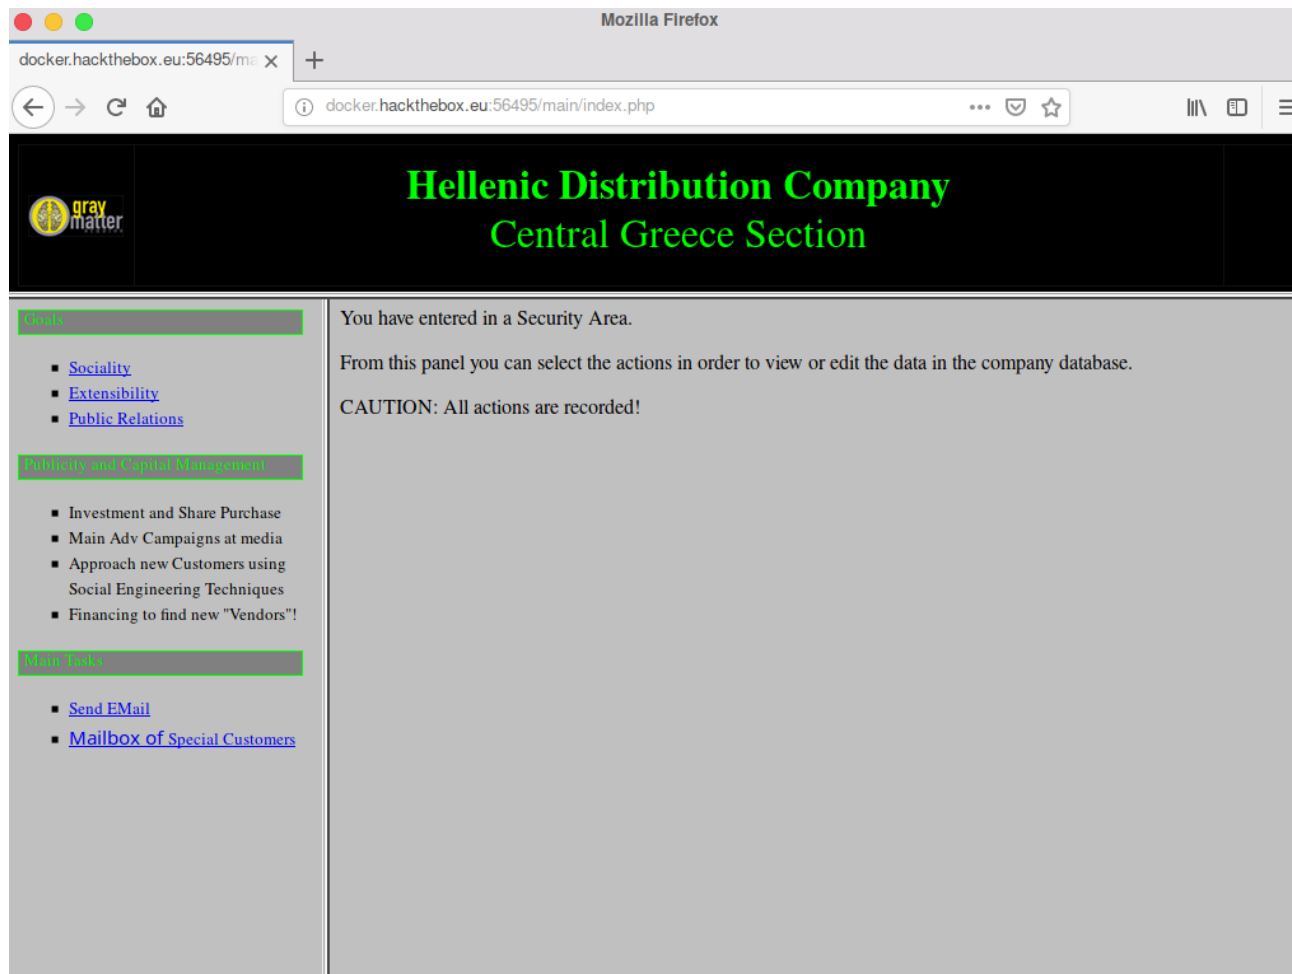 Mozilla Firefox
docker.hackthebox.eu:56495/ma
docker.hackthebox.eu:56495/main/index.php
gray
matter
Hellenic Distribution Company
Central Greece Section
Goals
Sociality
Extensibility
Public Relations
Publicity and Capital Management
Investment and Share Purchase
Main Adv Campaigns at media
Approach new Customers using
Social Engineering Techniques
Financing to find new "Vendors"!
Main Tasks
Send EMail
Mailbox of Special Customers
You have entered in a Security Area.
From this panel you can select the actions in order to view or edit the data in the company database.
CAUTION: All actions are recorded!